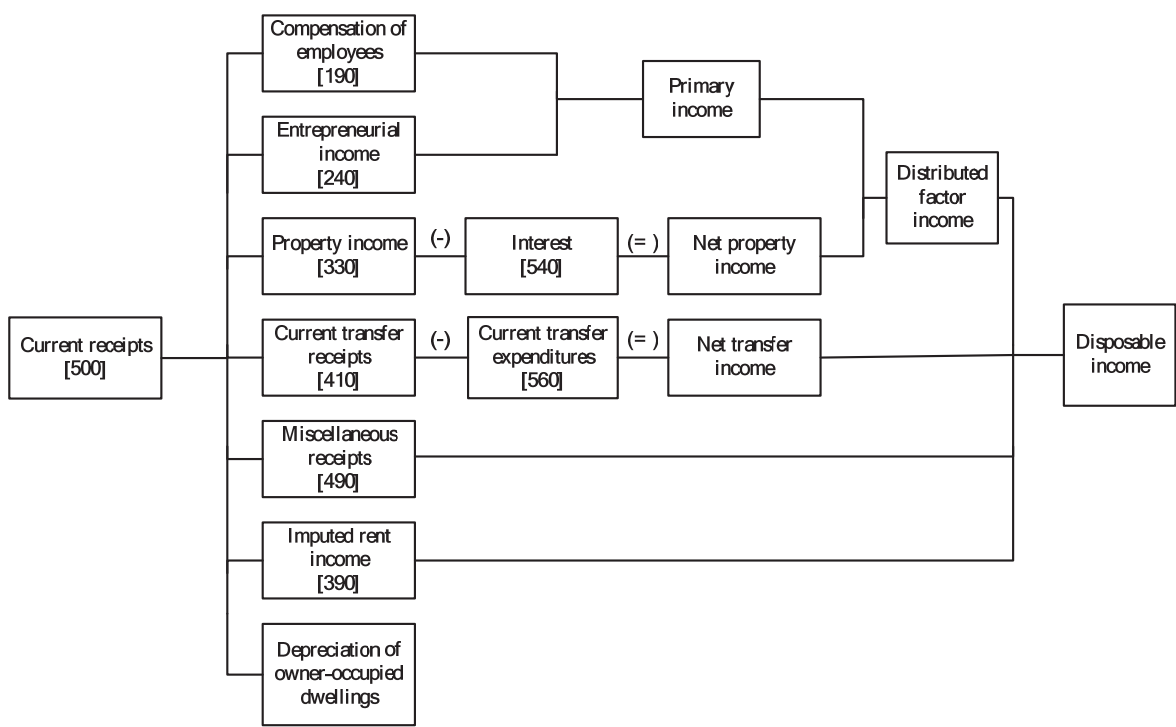 Compensation of
employees
[190]
Primary
income
Entrepreneurial
income
[240]
Distributed
factor
income
Property income
[330]
(-)
Interest
[540]
(= )
Net property
income
Current receipts
[500]
Current transfer
receipts
[410]
(-)
Current transfer
expenditures
[560]
(= )
Net transfer
income
Disposable
income
Miscellaneous
receipts
[490]
Imputed rent
income
[390]
Depreciation of
owner-occupied
dwellings